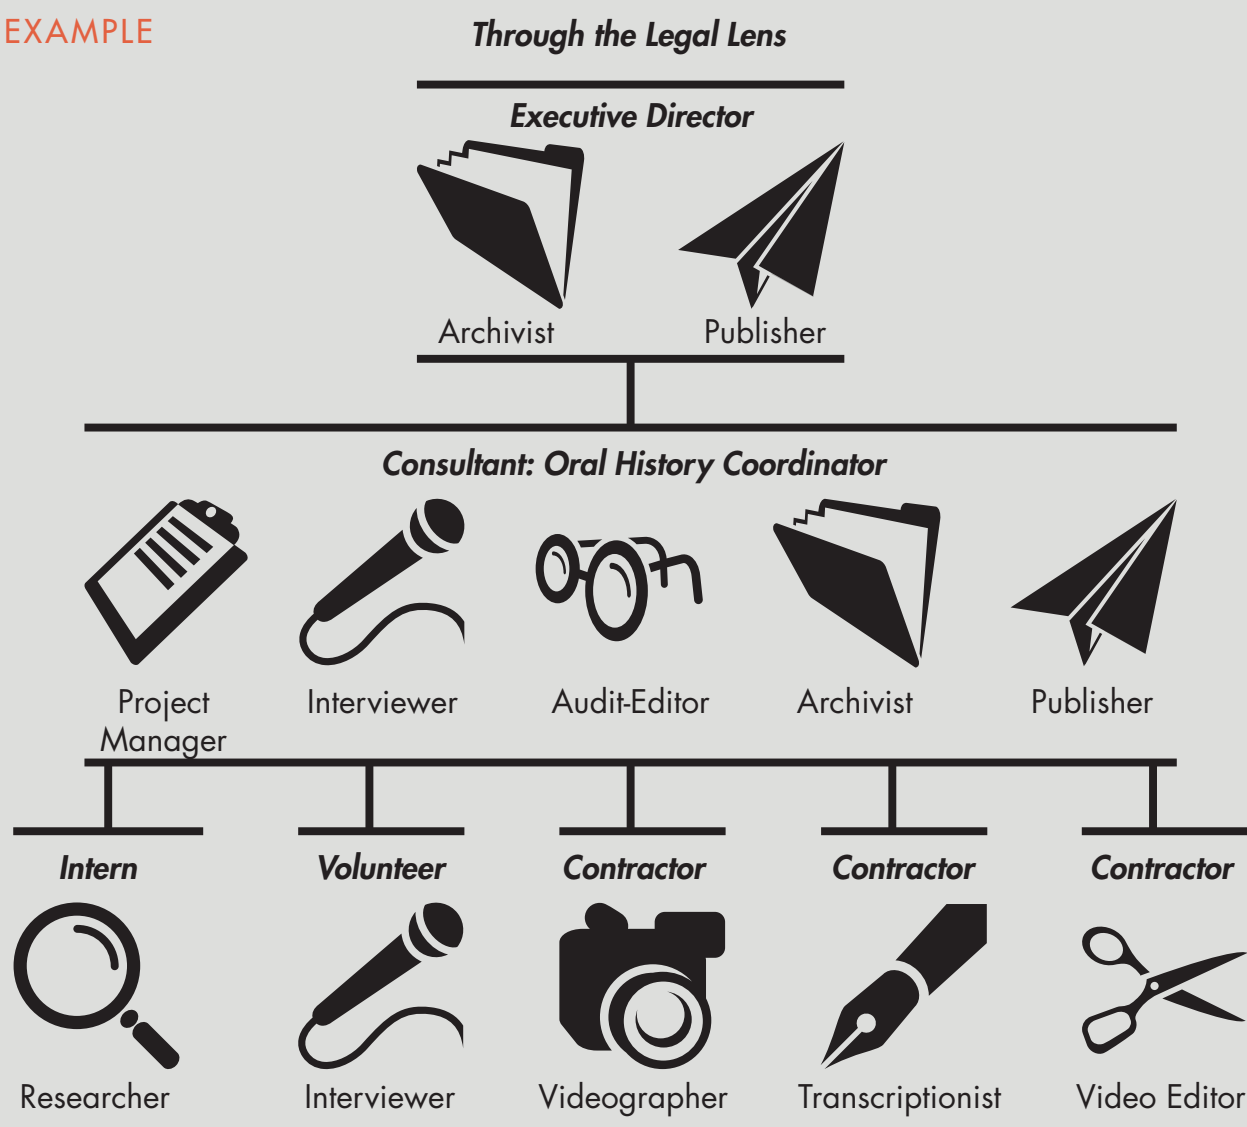 EXAMPLE
Through the Legal Lens
Executive Director
Archivist
Publisher
Consultant: Oral History Coordinator
Project
Manager
Interviewer
Audit-Editor
Archivist
Publisher
Intern
Volunteer
Contractor
Contractor
Contractor
Researcher
Interviewer
Videographer
Transcriptionist
Video Editor